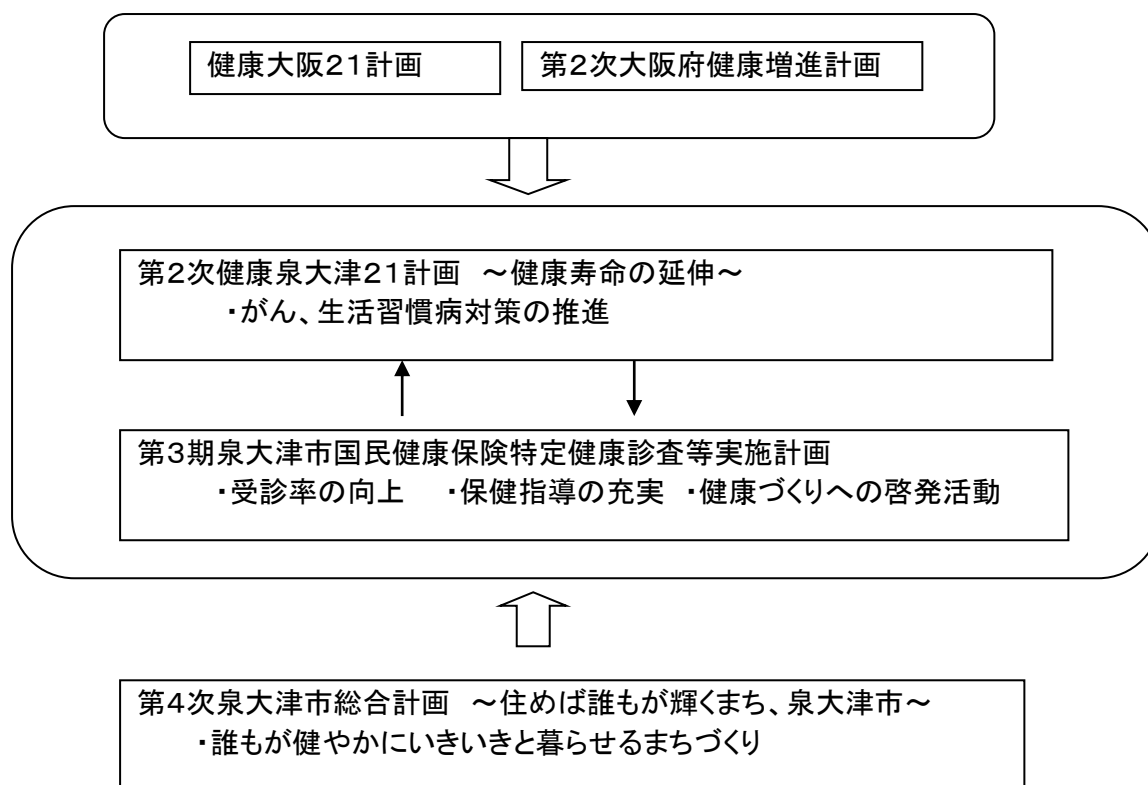 健康大阪21計画
第2次大阪府健康増進計画
第2次健康泉大津21計画　～健康寿命の延伸～
・がん、生活習慣病対策の推進
第3期泉大津市国民健康保険特定健康診査等実施計画
・受診率の向上　・保健指導の充実　・健康づくりへの啓発活動
第4次泉大津市総合計画　～住めば誰もが輝くまち、泉大津市～
・誰もが健やかにいきいきと暮らせるまちづくり